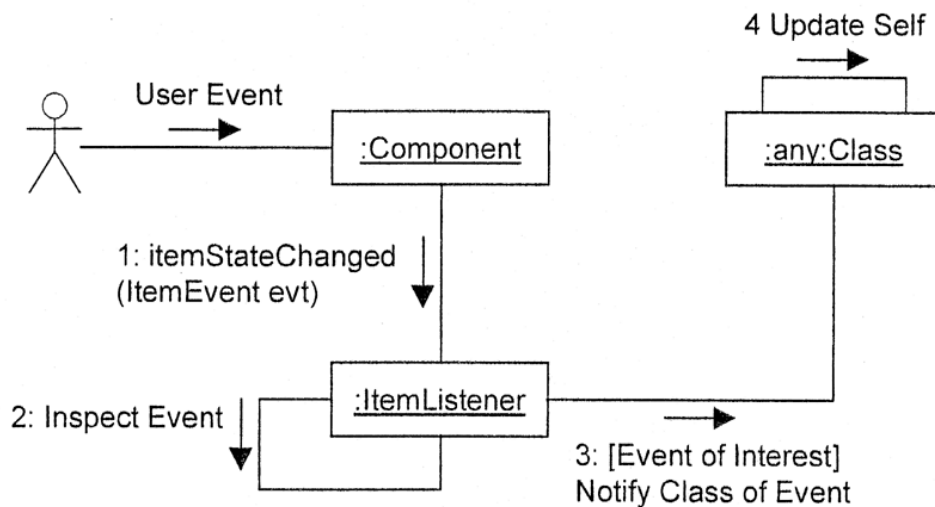 4 Update Self
User Event
:Component
:any:Class
1: itemStateChanged
(ItemEvent evt)
:ItemListener
2: Inspect Event
3: [Event of Interest]
Notify Class of Event